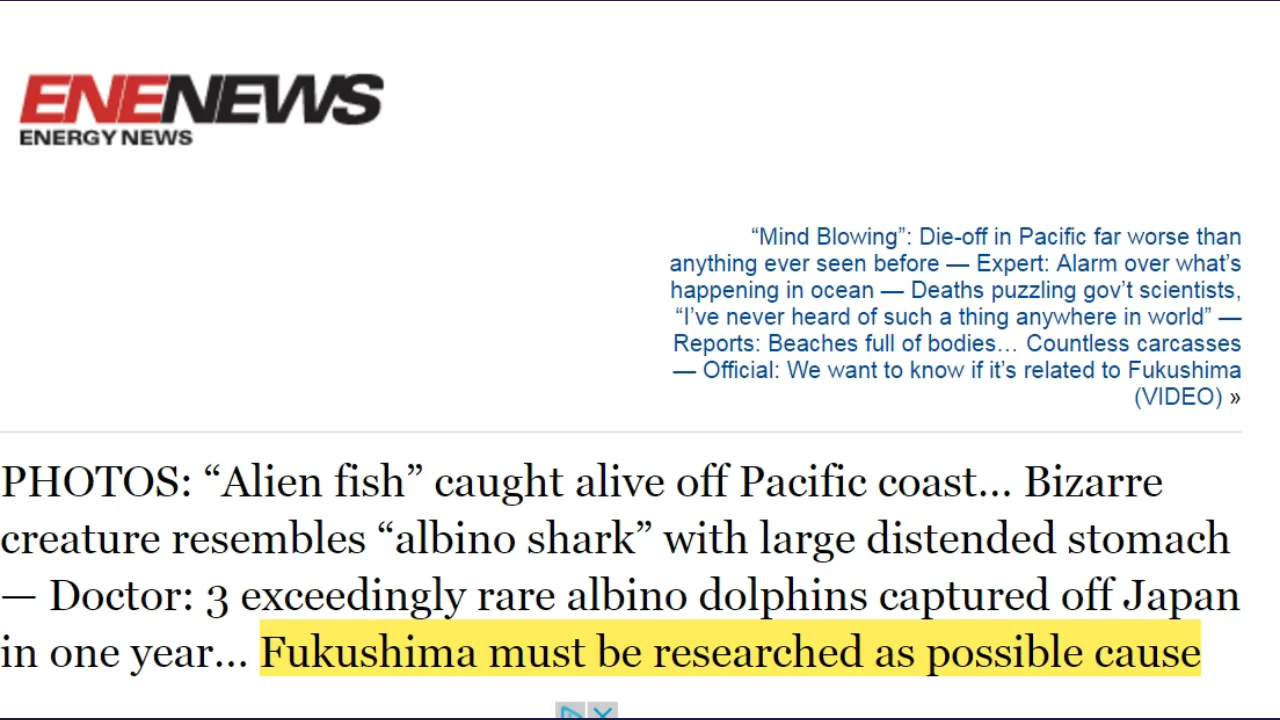 ENENEWS
ENERGY NEWS
“Mind Blowing”: Die-off in Pacific far worse than
anything ever seen before — Expert: Alarm over what’s
happening in ocean — Deaths puzzling gov’t scientists,
“I’ve never heard of such a thing anywhere in world” —
Reports: Beaches full of bodies… Countless carcasses
— Official: We want to know if it’s related to Fukushima
(VIDEO) »
PHOTOS: “Alien fish” caught alive off Pacific coast… Bizarre
creature resembles “albino shark” with large distended stomach
— Doctor: 3 exceedingly rare albino dolphins captured off Japan
in one year… Fukushima must be researched as possible cause